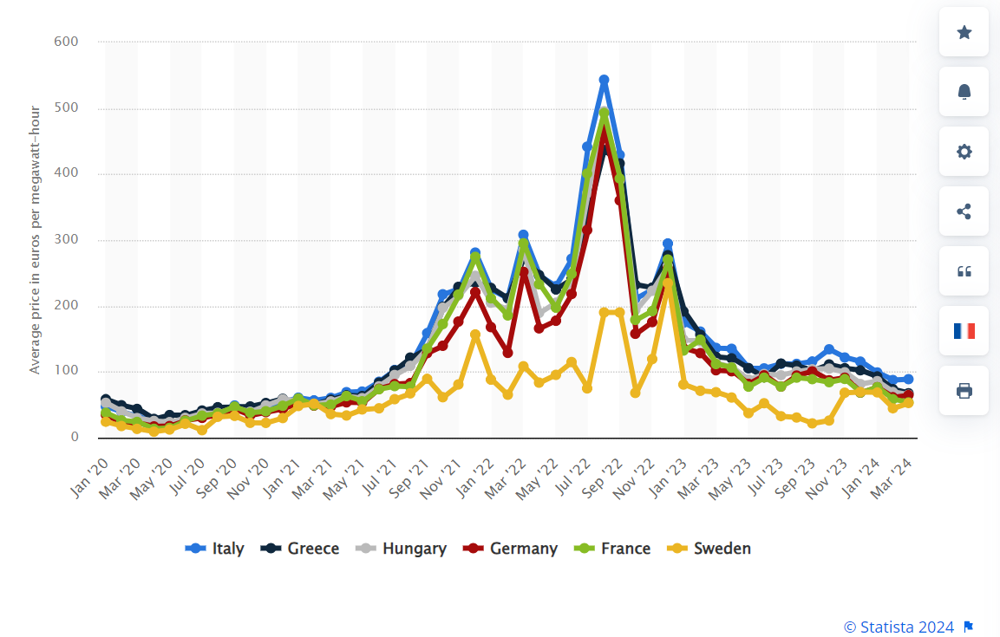 600
500
400
300
200
100
0
Average price in euros per megawatt-hour
Jan '20
Mar '20
May '20
Jul '20
Sep '20
Nov '20
Jan '21
Mar '21
May '21
Jul '21
Sep '21
Nov '21
Jan '22
Mar '22
May '22
Jul '22
Sep '22
Nov '22
Jan '23
Mar '23
May '23
Jul '23
Sep '23
Nov '23
Jan '24
Mar '24
Italy Greece Hungary Germany France Sweden
© Statista 2024